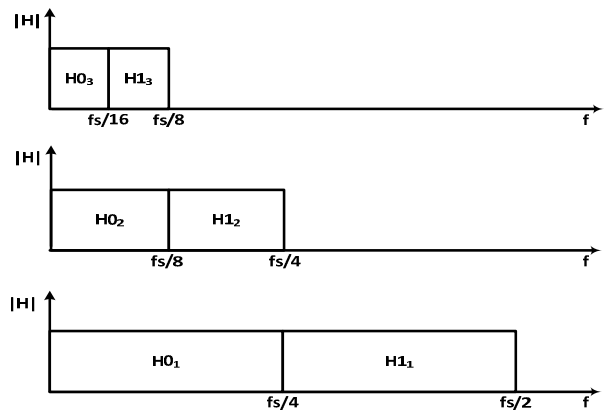 |H|
H0₃ H1₃
fs/16 fs/8 f
|H|
H0₂ H1₂
fs/8 fs/4 f
|H|
H0₁ H1₁
fs/4 fs/2 f